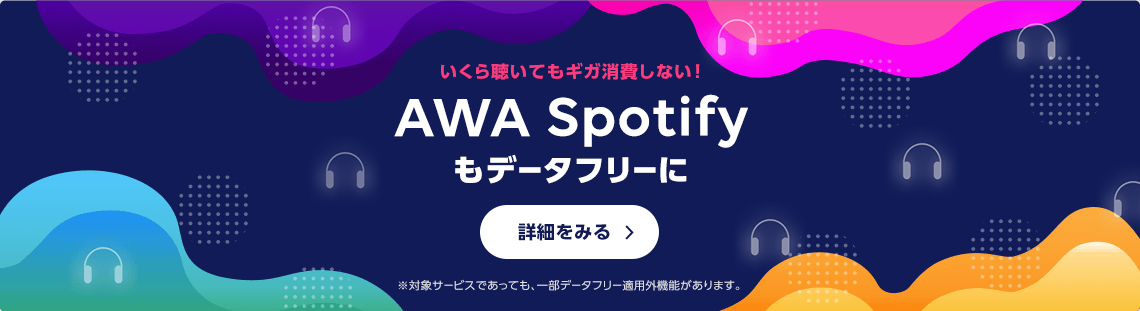 いくら聴いてもギガ消費しない！
AWA Spotify
もデータフリーに
詳細をみる
※対象サービスであっても、一部データフリー適用外機能があります。